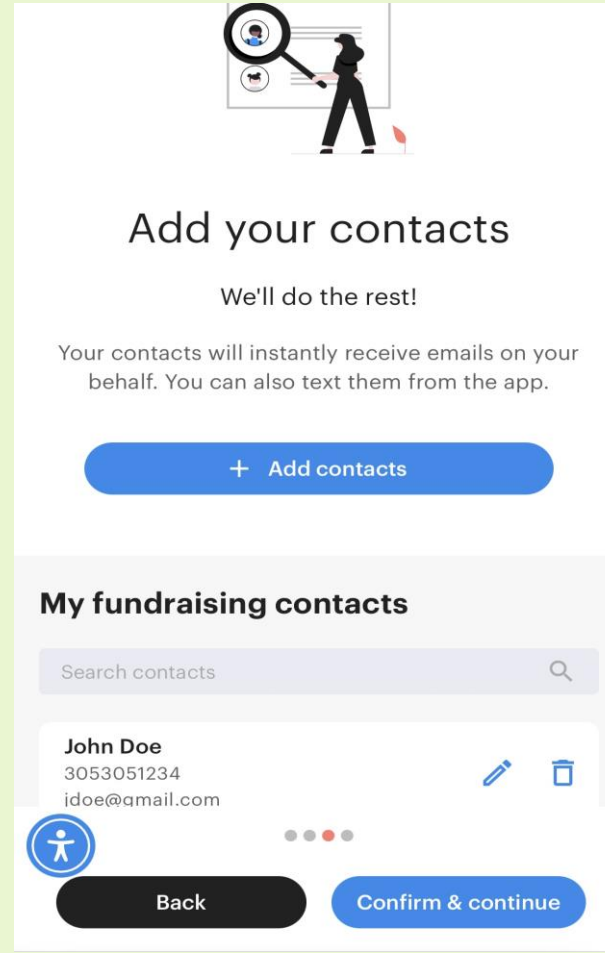 Add your contacts
We'll do the rest!
Your contacts will instantly receive emails on your
behalf. You can also text them from the app.
+ Add contacts
My fundraising contacts
Search contacts
John Doe
3053051234
jdoe@gmail.com
Back
Confirm & continue